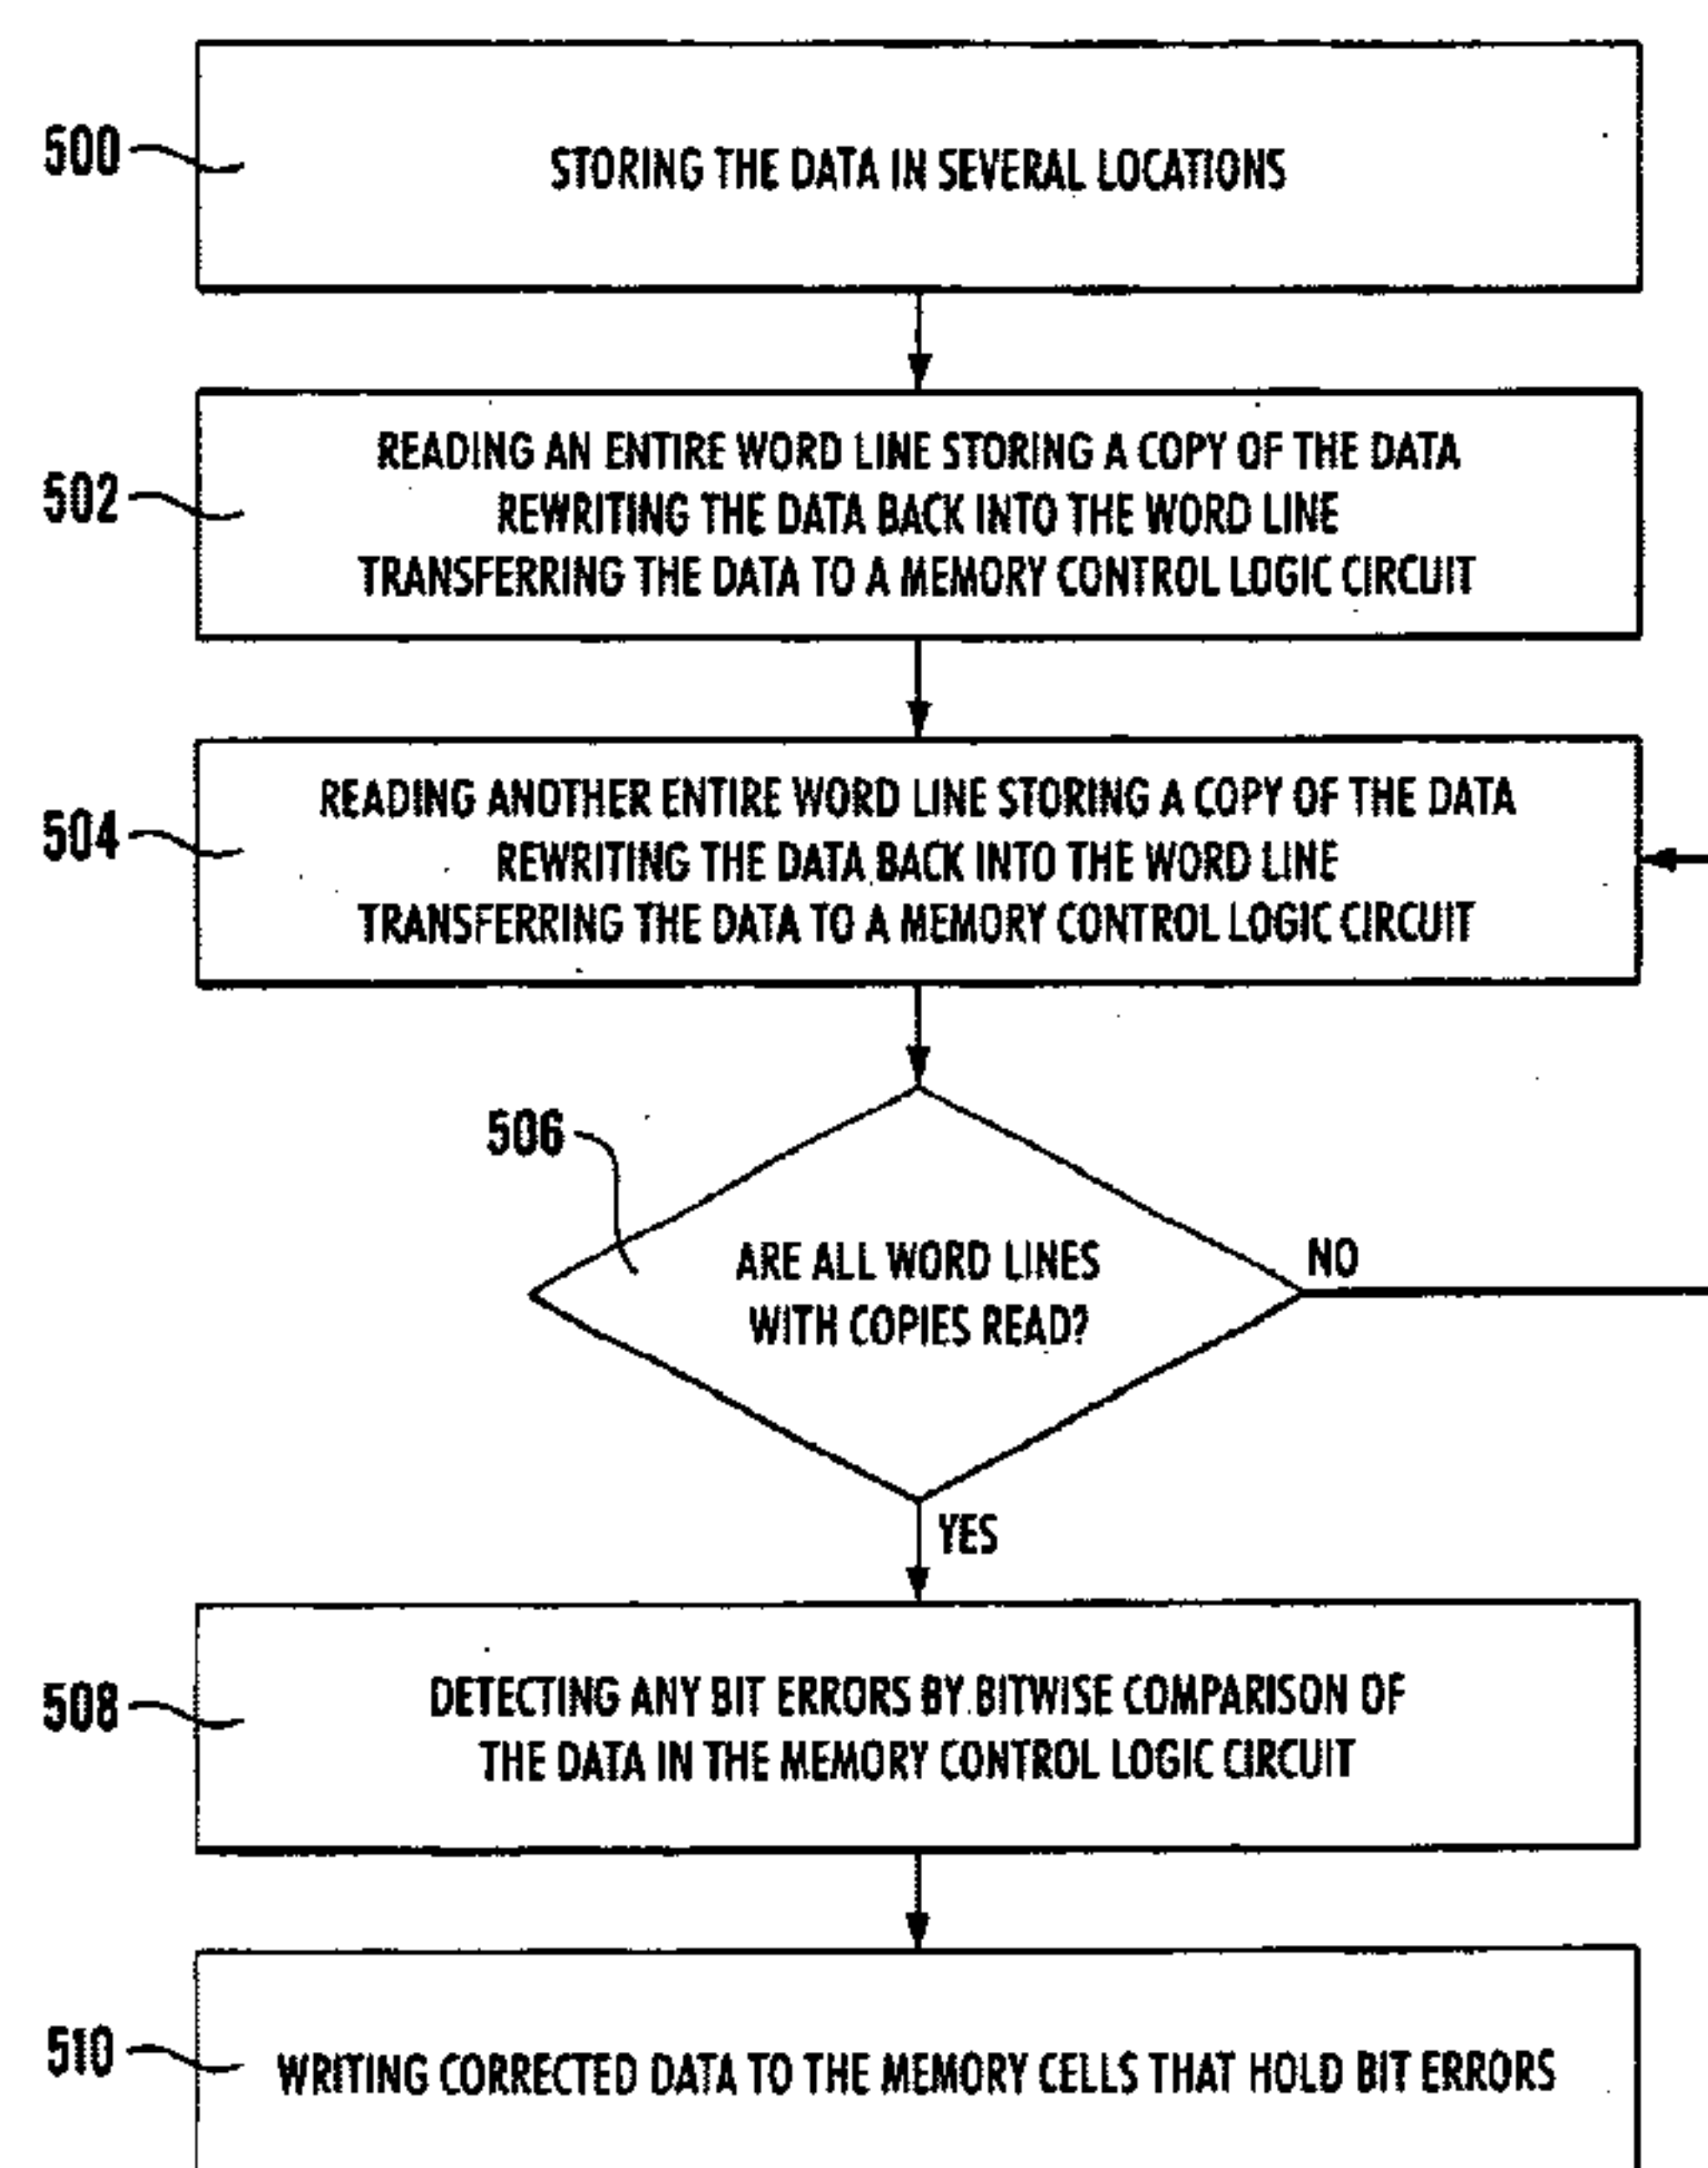 500
STORING THE DATA IN SEVERAL LOCATIONS
502
READING AN ENTIRE WORD LINE STORING A COPY OF THE DATA
REWRITING THE DATA BACK INTO THE WORD LINE
TRANSFERRING THE DATA TO A MEMORY CONTROL LOGIC CIRCUIT
504
READING ANOTHER ENTIRE WORD LINE STORING A COPY OF THE DATA
REWRITING THE DATA BACK INTO THE WORD LINE
TRANSFERRING THE DATA TO A MEMORY CONTROL LOGIC CIRCUIT
506
ARE ALL WORD LINES
WITH COPIES READ?
NO
YES
508
DETECTING ANY BIT ERRORS BY BITWISE COMPARISON OF
THE DATA IN THE MEMORY CONTROL LOGIC CIRCUIT
510
WRITING CORRECTED DATA TO THE MEMORY CELLS THAT HOLD BIT ERRORS